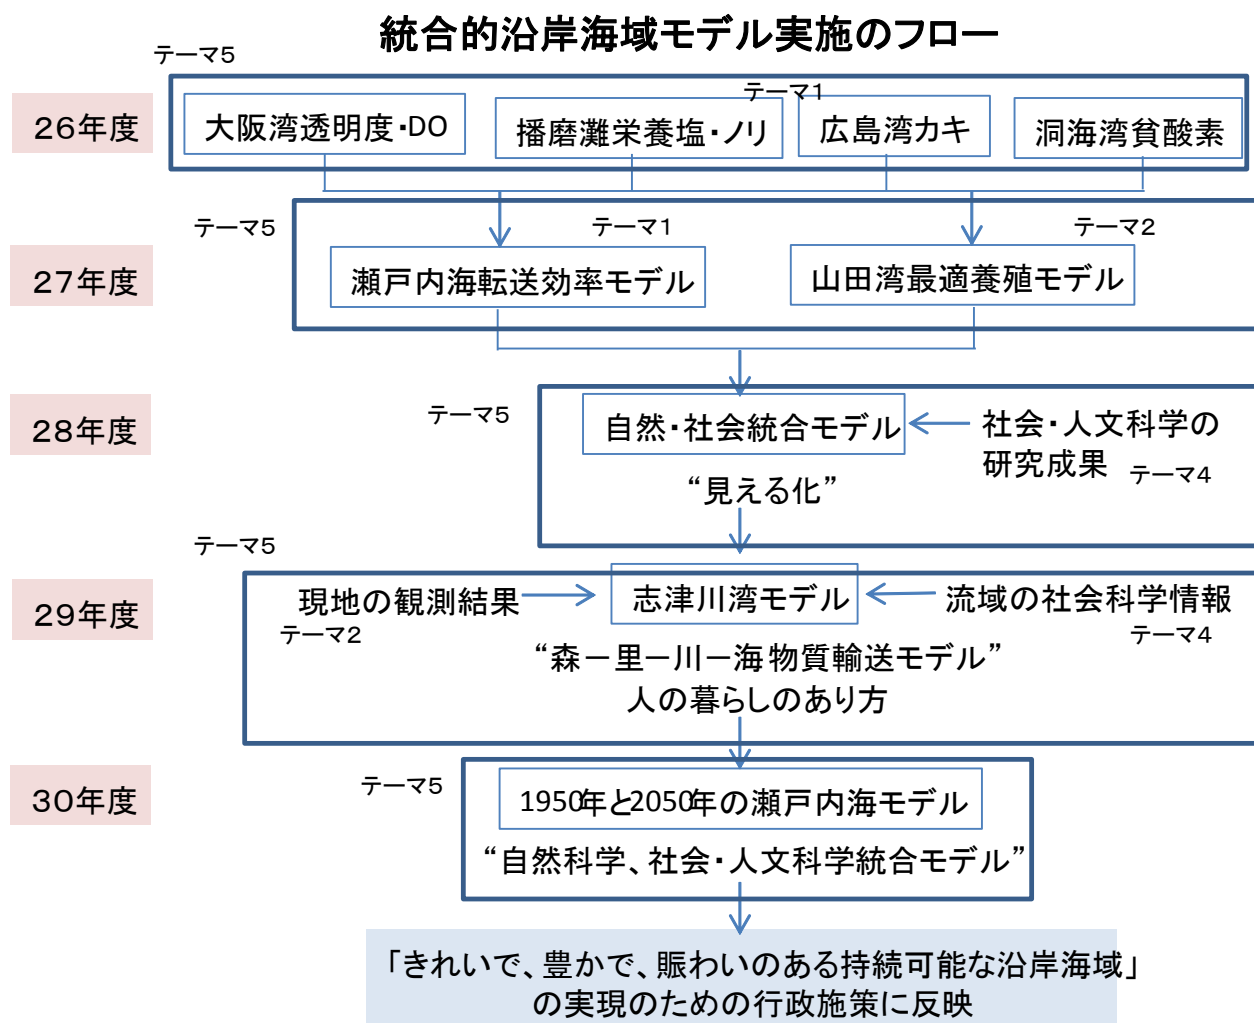 統合的沿岸海域モデル実施のフロー
テーマ5
テーマ1
26年度
大阪湾透明度・DO
播磨灘栄養塩・ノリ
広島湾カキ
洞海湾貧酸素
テーマ5
テーマ1
テーマ2
27年度
瀬戸内海転送効率モデル
山田湾最適養殖モデル
28年度
テーマ5
自然・社会統合モデル
社会・人文科学の
研究成果
テーマ4
“見える化”
テーマ5
29年度
現地の観測結果
テーマ2
志津川湾モデル
流域の社会科学情報
テーマ4
“森－里－川－海物質輸送モデル”
人の暮らしのあり方
30年度
テーマ5
1950年と2050年の瀬戸内海モデル
“自然科学、社会・人文科学統合モデル”
「きれいで、豊かで、賑わいのある持続可能な沿岸海域」
の実現のための行政施策に反映